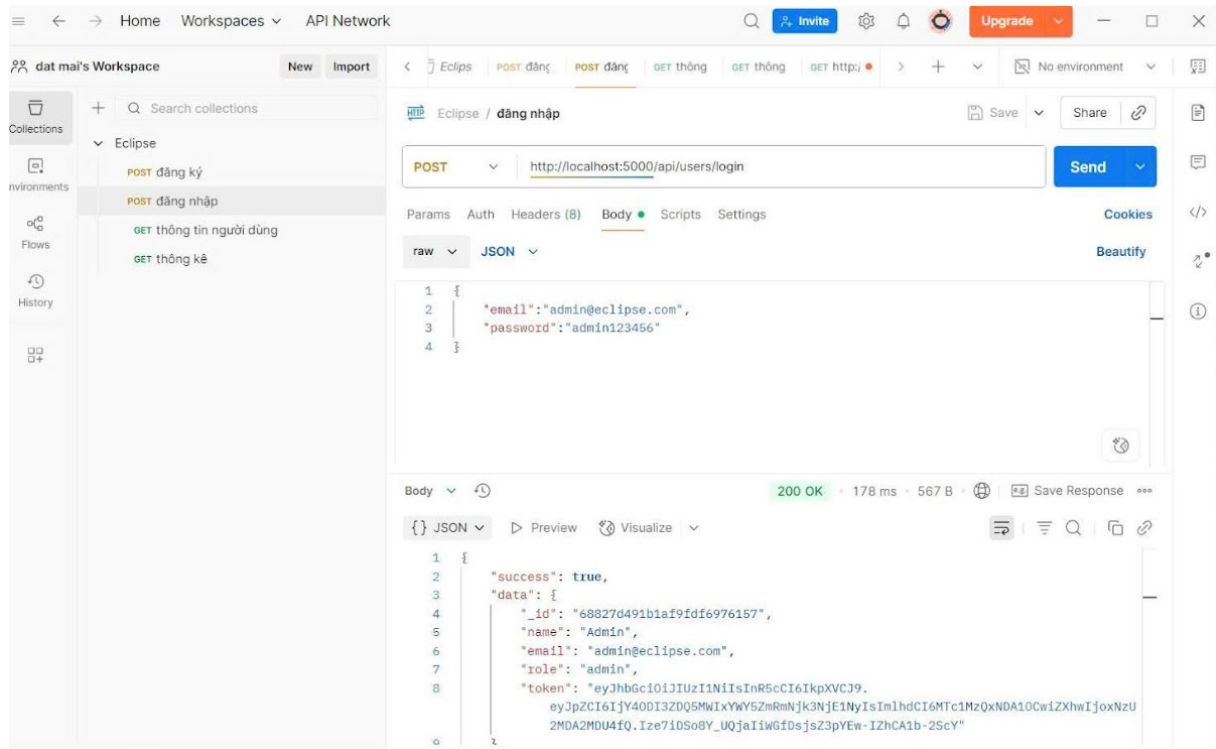 Home Workspaces API Network Invite Upgrade
dat mai's Workspace New Import Eclips POST đăng POST đăng GET thông GET thông GET http:/ No environment
Collections
Search collections
Eclipse / đăng nhập Save Share
Eclipse
POST đăng ký
POST http://localhost:5000/api/users/login Send
nvironments
POST đăng nhập
Params Auth Headers (8) Body Scripts Settings Cookies
GET thông tin người dùng
Flows
raw JSON Beautify
GET thông kê
History
1 {
2 "email":"admin@eclipse.com",
3 "password":"admin123456"
4 }
Body 200 OK 178 ms 567 B Save Response
{} JSON Preview Visualize
1 {
2 "success": true,
3 "data": {
4 "_id": "68827d491b1af9fdf6976157",
5 "name": "Admin",
6 "email": "admin@eclipse.com",
7 "role": "admin",
8 "token": "eyJhbGciOiJIUzI1NiIsInR5cCI6IkpXVCJ9.
eyJpZCI6IjY4ODI3ZDQ5MWIxYWY5ZmRmNjk3NjE1NyIsImlhdCI6MTc1MzQxNDA1OCwiZXhwIjoxNzU
2MDA2MDU4fQ.Ize7iDSo8Y_UQjaIiWGfDsjsZ3pYEw-IZhCA1b-2ScY"
9 }